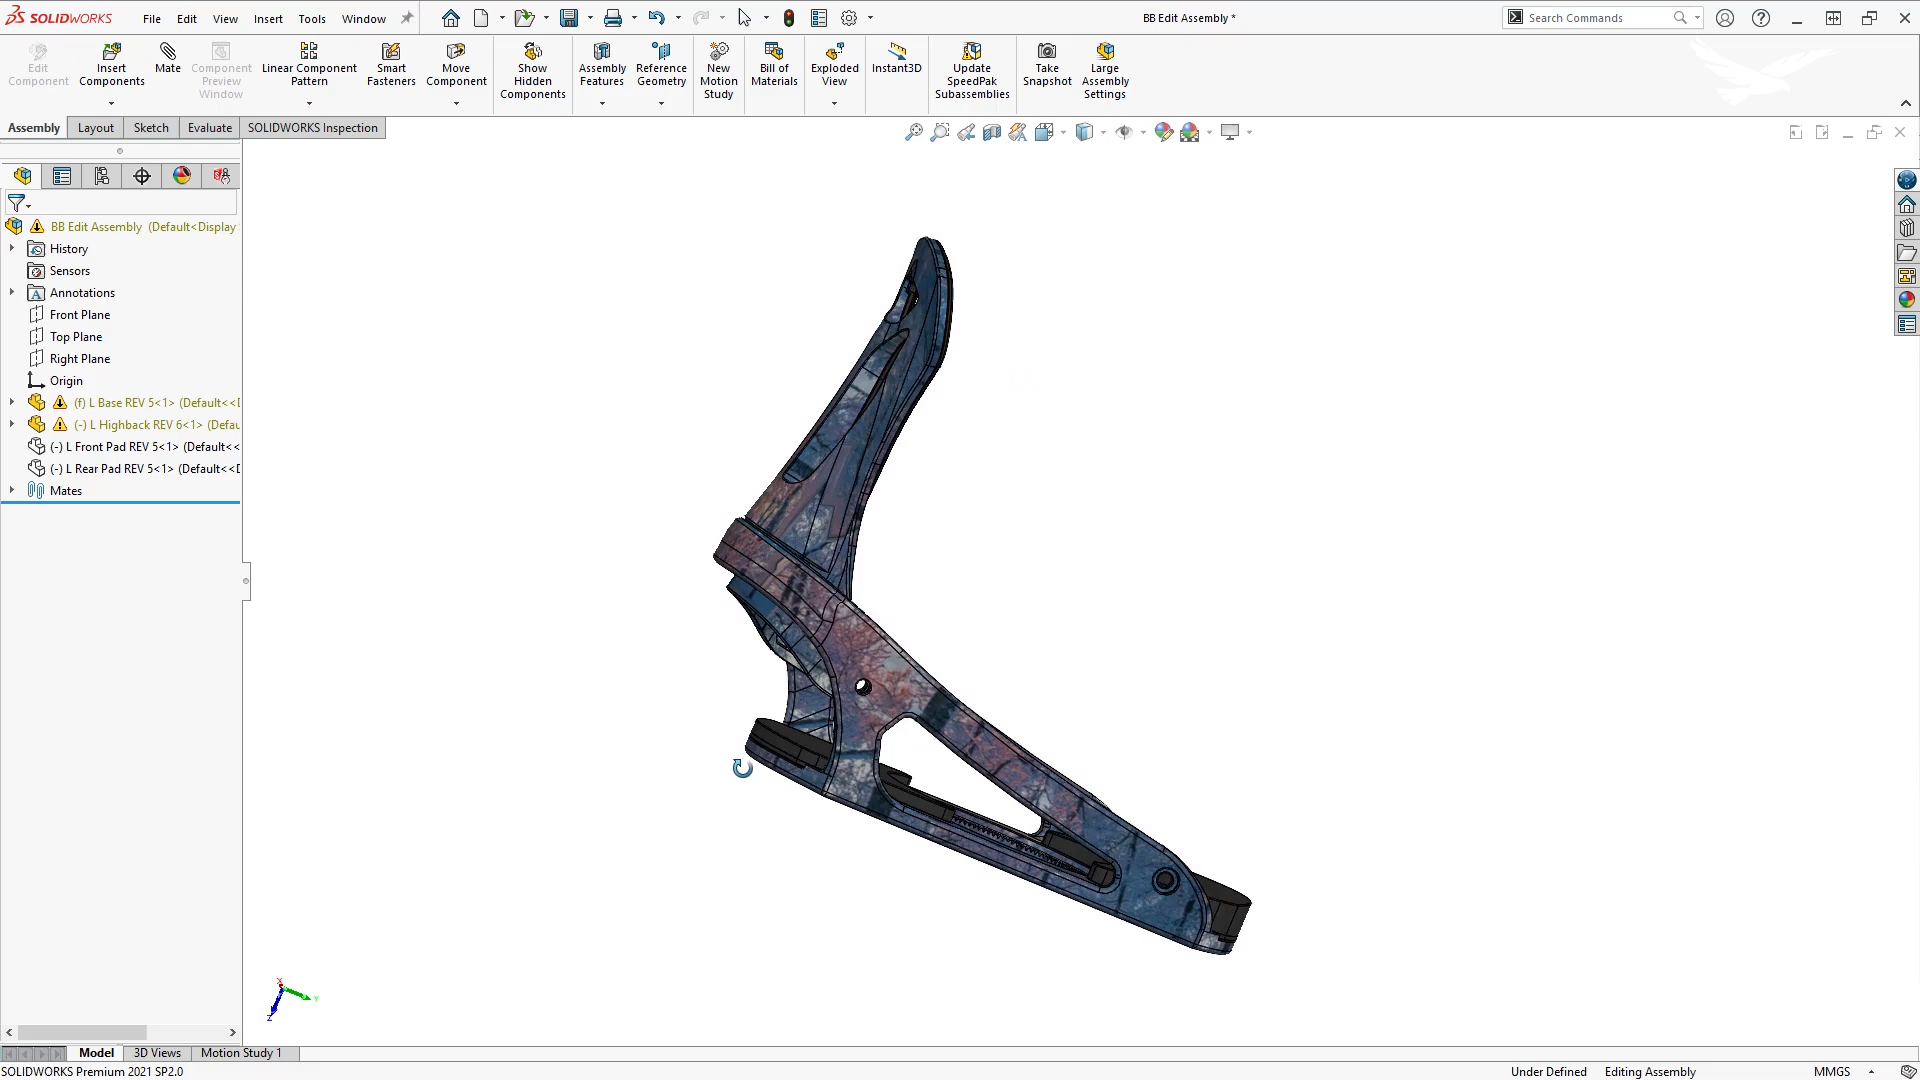 SOLIDWORKS
File Edit View Insert Tools Window
BB Edit Assembly *
Search Commands
Edit Component
Insert Components
Mate
Component Preview Window
Linear Component Pattern
Smart Fasteners
Move Component
Show Hidden Components
Assembly Features
Reference Geometry
New Motion Study
Bill of Materials
Exploded View
Instant3D
Update SpeedPak Subassemblies
Take Snapshot
Large Assembly Settings
Assembly Layout Sketch Evaluate SOLIDWORKS Inspection
BB Edit Assembly (Default<Display
History
Sensors
Annotations
Front Plane
Top Plane
Right Plane
Origin
(f) L Base REV 5<1> (Default<<D
(-) L Highback REV 6<1> (Defau
(-) L Front Pad REV 5<1> (Default<<
(-) L Rear Pad REV 5<1> (Default<<D
Mates
X
Y
Z
Model 3D Views Motion Study 1
SOLIDWORKS Premium 2021 SP2.0
Under Defined Editing Assembly MMGS